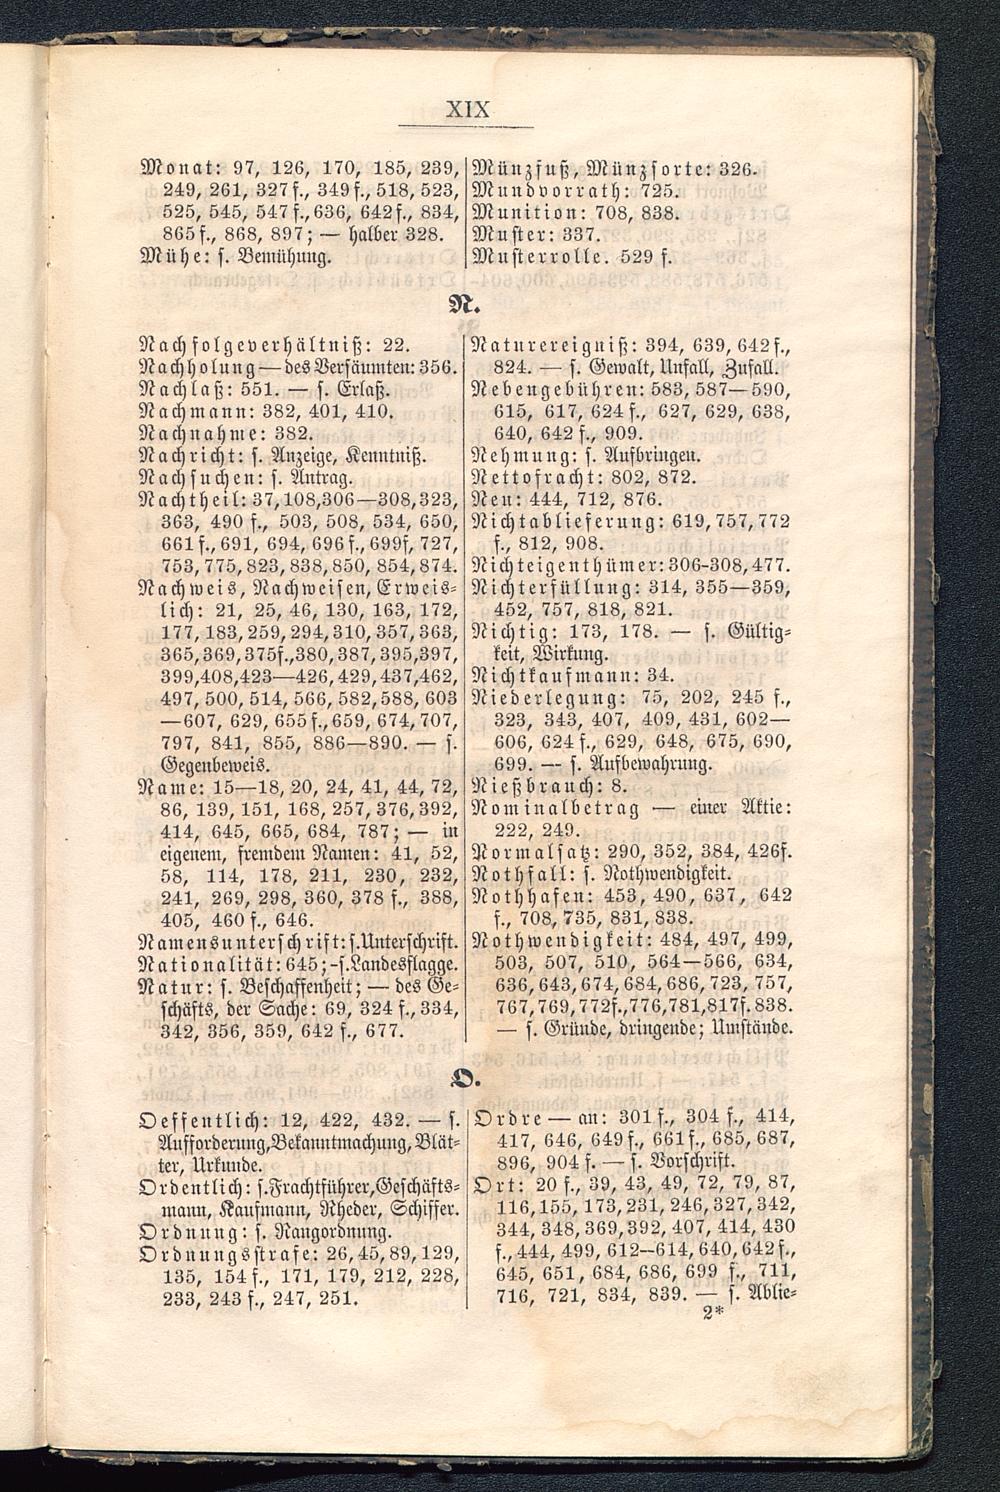 XIX
Monat: 97, 126, 170, 185, 239,
249, 261, 327 f., 349 f., 518, 523,
525, 545, 547 f., 636, 642 f., 834,
865 f., 868, 897; — halber 328.
Mühe: s. Bemühung.
Münzfuß, Münzsorte: 326.
Mundvorrath: 725.
Munition: 708, 838.
Muster: 337.
Musterrolle. 529 f.
N.
Nachfolgeverhältniß: 22.
Nachholung — des Versäumten: 356.
Nachlaß: 551. — s. Erlaß.
Nachmann: 382, 401, 410.
Nachnahme: 382.
Nachricht: s. Anzeige, Kenntniß.
Nachsuchen: s. Antrag.
Nachtheil: 37, 108, 306—308, 323,
363, 490 f., 503, 508, 534, 650,
661 f., 691, 694, 696 f., 699f, 727,
753, 775, 823, 838, 850, 854, 874.
Nachweis, Nachweisen, Erweis-
lich: 21, 25, 46, 130, 163, 172,
177, 183, 259, 294, 310, 357, 363,
365, 369, 375f., 380, 387, 395, 397,
399, 408, 423—426, 429, 437, 462,
497, 500, 514, 566, 582, 588, 603
—607, 629, 655 f., 659, 674, 707,
797, 841, 855, 886—890. — s.
Gegenbeweis.
Name: 15—18, 20, 24, 41, 44, 72,
86, 139, 151, 168, 257, 376, 392,
414, 645, 665, 684, 787; — in
eigenem, fremdem Namen: 41, 52,
58, 114, 178, 211, 230, 232,
241, 269, 298, 360, 378 f., 388,
405, 460 f., 646.
Namensunterschrift: s. Unterschrift.
Nationalität: 645; - s. Landesflagge.
Natur: s. Beschaffenheit; — des Ge-
schäfts, der Sache: 69, 324 f., 334,
342, 356, 359, 642 f., 677.
Naturereigniß: 394, 639, 642 f.,
824. — s. Gewalt, Unfall, Zufall.
Nebengebühren: 583, 587—590,
615, 617, 624 f., 627, 629, 638,
640, 642 f., 909.
Nehmung: s. Aufbringen.
Nettofracht: 802, 872.
Neu: 444, 712, 876.
Nichtablieferung: 619, 757, 772
f., 812, 908.
Nichteigenthümer: 306-308, 477.
Nichterfüllung: 314, 355—359,
452, 757, 818, 821.
Nichtig: 173, 178. — s. Gültig-
keit, Wirkung.
Nichtkaufmann: 34.
Niederlegung: 75, 202, 245 f.,
323, 343, 407, 409, 431, 602—
606, 624 f., 629, 648, 675, 690,
699. — s. Aufbewahrung.
Nießbrauch: 8.
Nominalbetrag — einer Aktie:
222, 249.
Normalsatz: 290, 352, 384, 426f.
Nothfall: s. Nothwendigkeit.
Nothhafen: 453, 490, 637, 642
f., 708, 735, 831, 838.
Nothwendigkeit: 484, 497, 499,
503, 507, 510, 564—566, 634,
636, 643, 674, 684, 686, 723, 757,
767, 769, 772f., 776, 781, 817f. 838.
— s. Gründe, dringende; Umstände.
O.
Oeffentlich: 12, 422, 432. — s.
Aufforderung, Bekanntmachung, Blät-
ter, Urkunde.
Ordentlich: s. Frachtführer, Geschäfts-
mann, Kaufmann, Rheder, Schiffer.
Ordnung: s. Rangordnung.
Ordnungsstrafe: 26, 45, 89, 129,
135, 154 f., 171, 179, 212, 228,
233, 243 f., 247, 251.
Ordre — an: 301 f., 304 f., 414,
417, 646, 649 f., 661 f., 685, 687,
896, 904 f. — s. Vorschrift.
Ort: 20 f., 39, 43, 49, 72, 79, 87,
116, 155, 173, 231, 246, 327, 342,
344, 348, 369, 392, 407, 414, 430
f., 444, 499, 612—614, 640, 642 f.,
645, 651, 684, 686, 699 f., 711,
716, 721, 834, 839. — s. Ablie-
2*